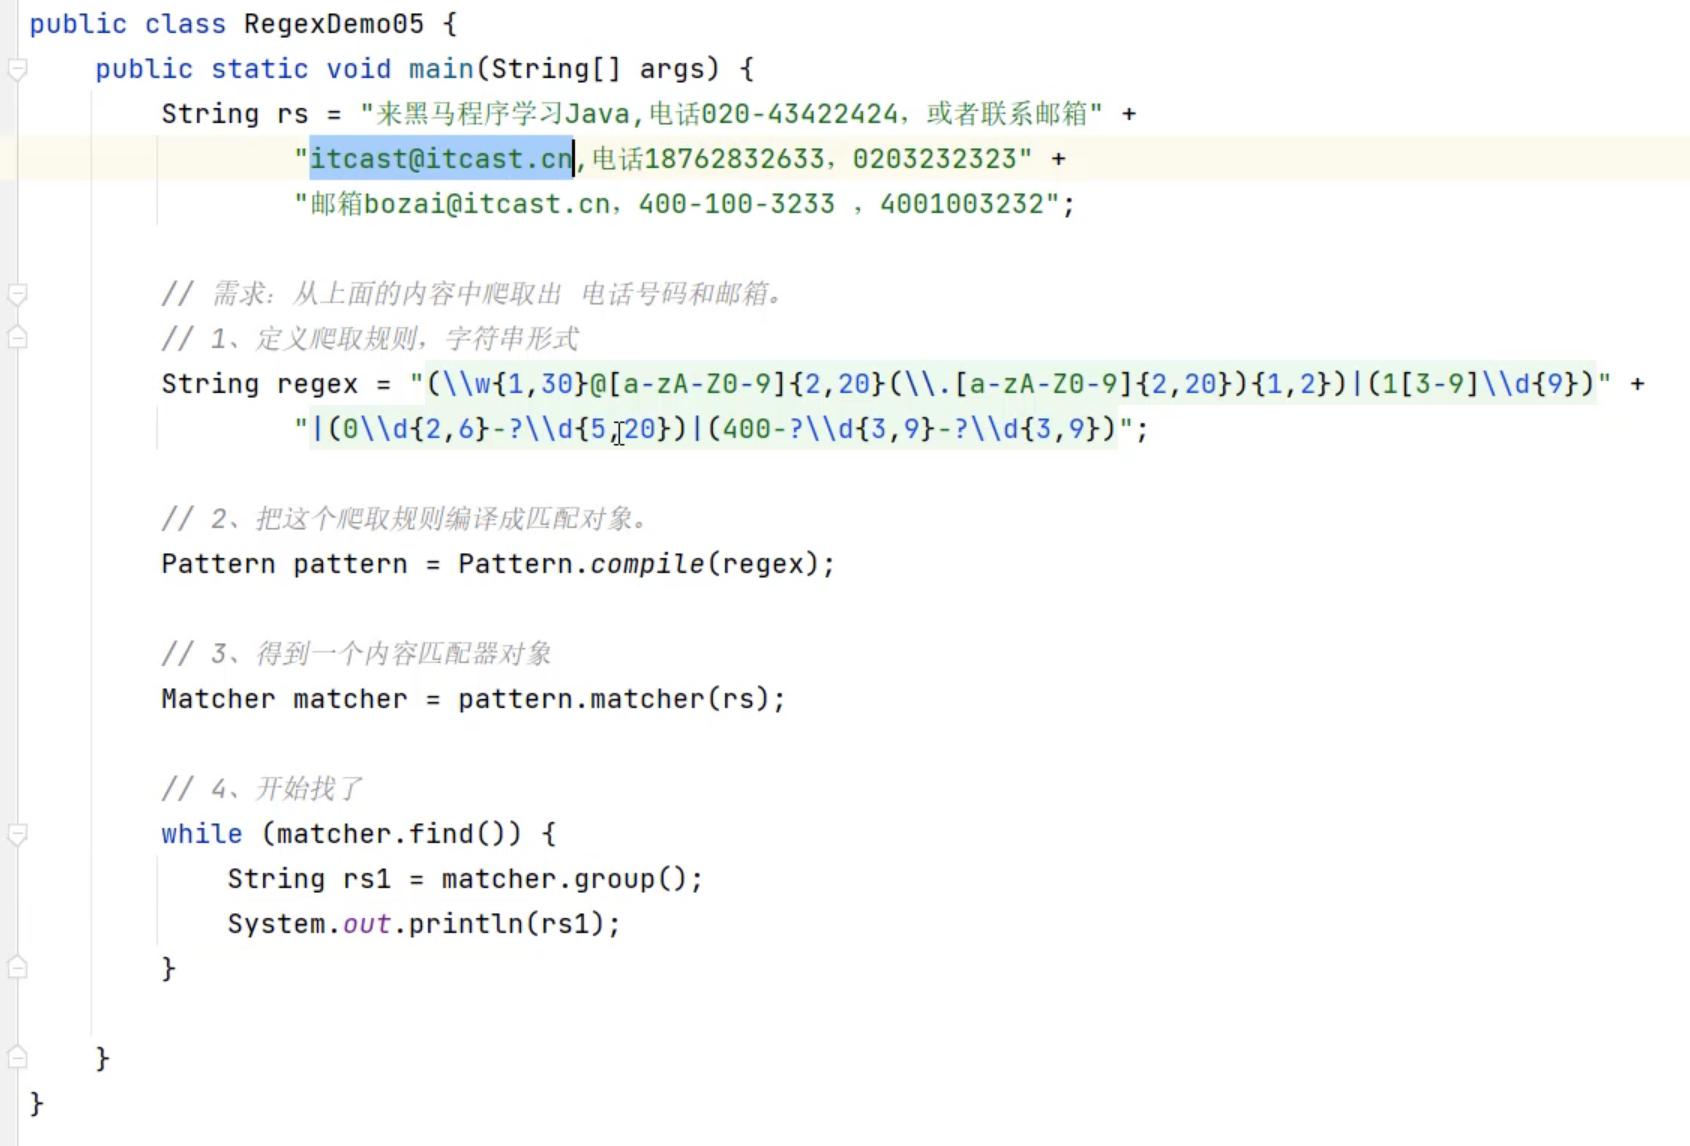 public class RegexDemo05 {
public static void main(String[] args) {
String rs = "来黑马程序学习Java,电话020-43422424，或者联系邮箱" +
"itcast@itcast.cn,电话18762832633，0203232323" +
"邮箱bozai@itcast.cn，400-100-3233 ，4001003232";
// 需求：从上面的内容中爬取出 电话号码和邮箱。
// 1、定义爬取规则，字符串形式
String regex = "(\\w{1,30}@[a-zA-Z0-9]{2,20}(\\.[a-zA-Z0-9]{2,20}){1,2})|(1[3-9]\\d{9})" +
"|(0\\d{2,6}-?\\d{5,20})|(400-?\\d{3,9}-?\\d{3,9})";
// 2、把这个爬取规则编译成匹配对象。
Pattern pattern = Pattern.compile(regex);
// 3、得到一个内容匹配器对象
Matcher matcher = pattern.matcher(rs);
// 4、开始找了
while (matcher.find()) {
String rs1 = matcher.group();
System.out.println(rs1);
}
}
}